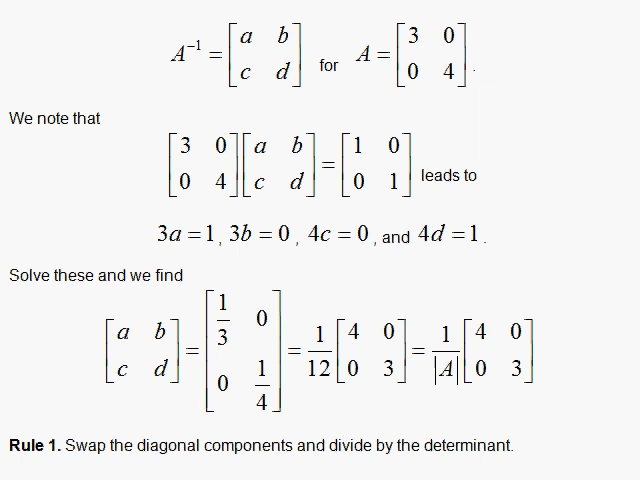 A⁻¹ = [a b; c d] for A = [3 0; 0 4].
We note that
[3 0; 0 4][a b; c d] = [1 0; 0 1] leads to
3a = 1, 3b = 0, 4c = 0, and 4d = 1.
Solve these and we find
[a b; c d] = [1/3 0; 0 1/4] = 1/12 [4 0; 0 3] = 1/|A| [4 0; 0 3]
Rule 1. Swap the diagonal components and divide by the determinant.